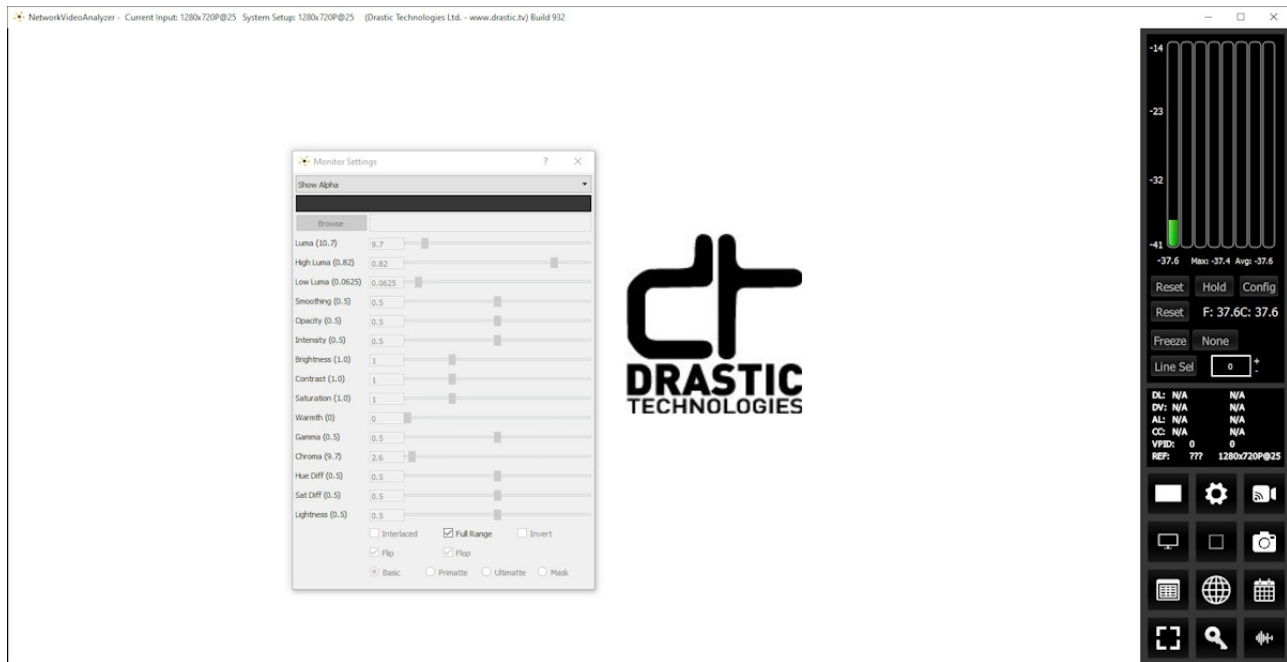 NetworkVideoAnalyzer - Current Input: 1280x720P@25 System Setup: 1280x720P@25 (Drastic Technologies Ltd. - www.drastic.tv) Build 932
Monitor Settings ?
Show Alpha
Browse
Luma (10.7) 9.7
High Luma (0.82) 0.82
Low Luma (0.0625) 0.0625
Smoothing (0.5) 0.5
Opacity (0.5) 0.5
Intensity (0.5) 0.5
Brightness (1.0) 1
Contrast (1.0) 1
Saturation (1.0) 1
Warmth (0) 0
Gamma (0.5) 0.5
Chroma (9.7) 2.6
Hue Diff (0.5) 0.5
Sat Diff (0.5) 0.5
Lightness (0.5) 0.5
Interlaced Full Range Invert
Flip Flop
Basic Primatte Ultimatte Mask
DRASTIC
TECHNOLOGIES
-14
-23
-32
-41
-37.6 Max: -37.4 Avg: -37.6
Reset Hold Config
Reset F: 37.6C: 37.6
Freeze None
Line Sel 0 + -
DL: N/A N/A
DV: N/A N/A
AL: N/A N/A
CC: N/A N/A
VPID: 0 0
REF: ??? 1280x720P@25